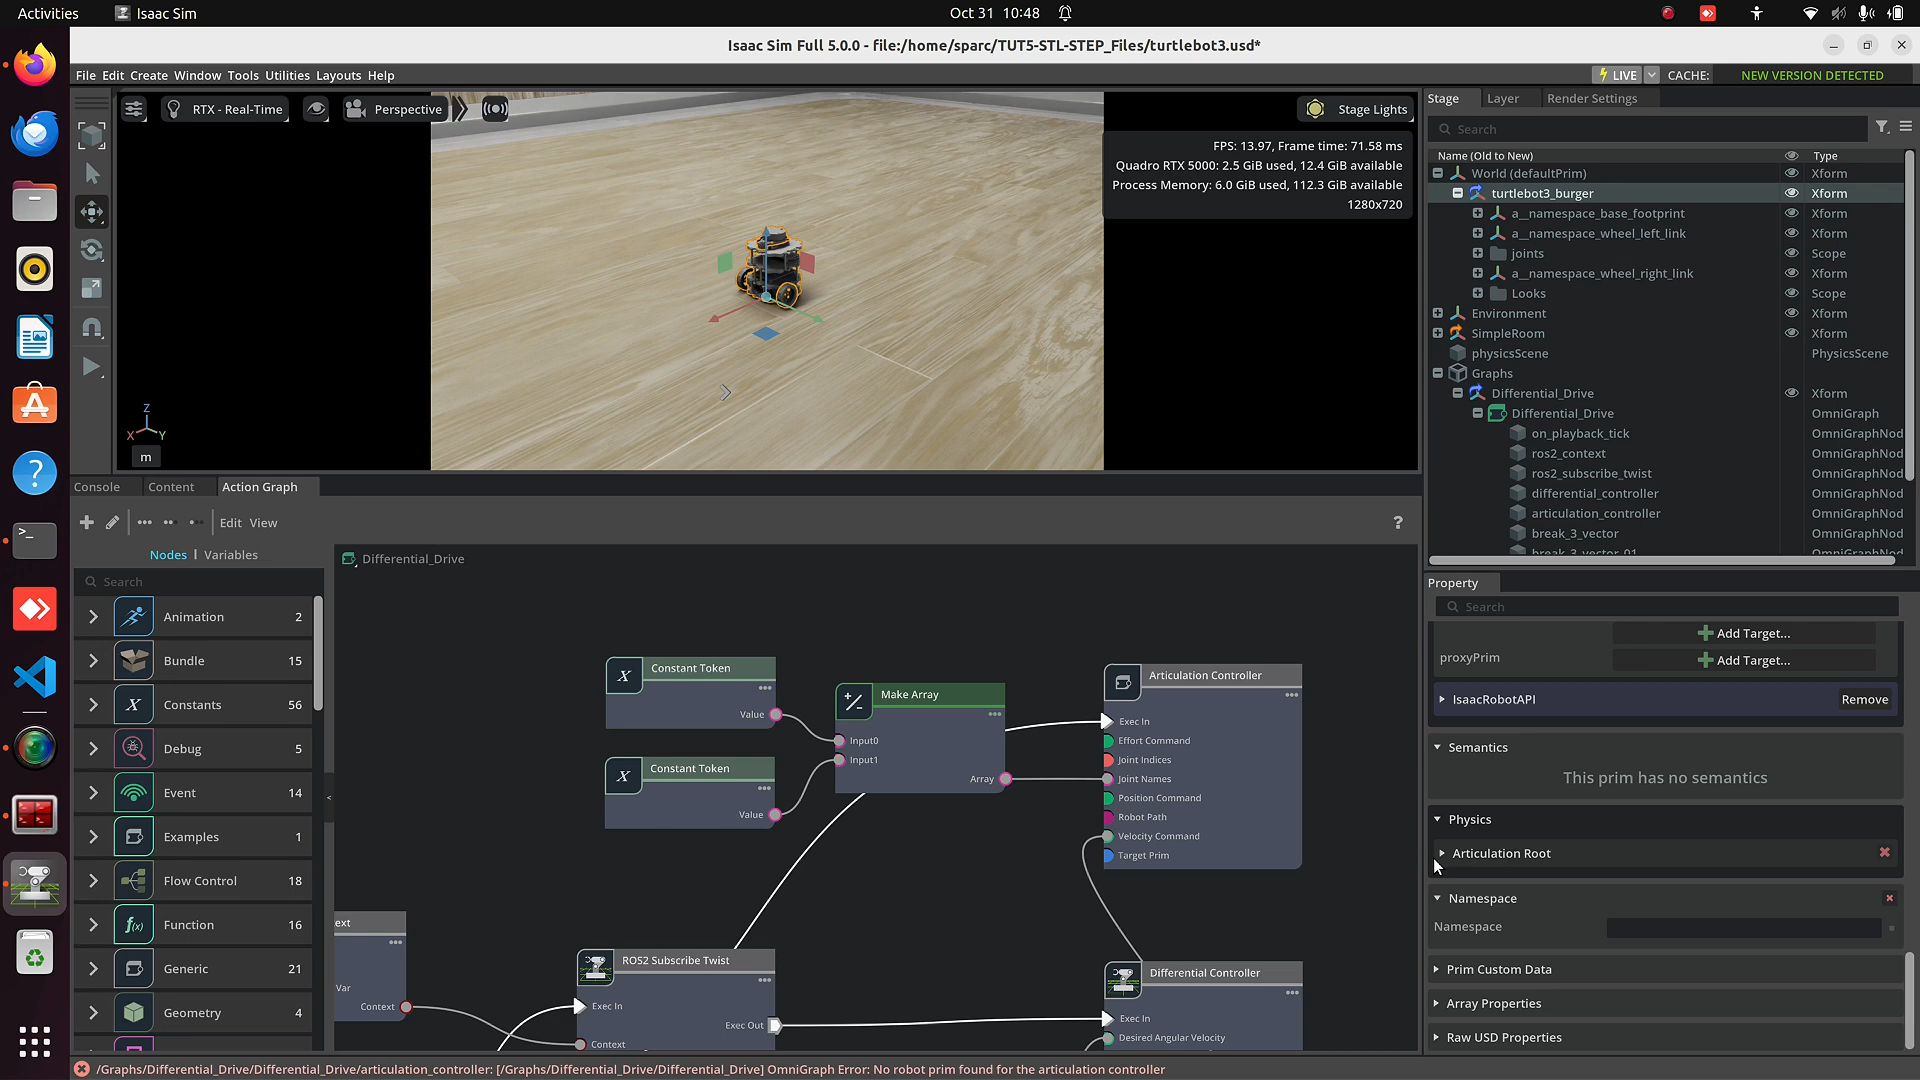 Activities
Isaac Sim
Oct 31 10:48
Isaac Sim Full 5.0.0 - file:/home/sparc/TUT5-STL-STEP_Files/turtlebot3.usd*
File Edit Create Window Tools Utilities Layouts Help
LIVE
CACHE:
NEW VERSION DETECTED
RTX - Real-Time
Perspective
Stage Lights
FPS: 13.97, Frame time: 71.58 ms
Quadro RTX 5000: 2.5 GiB used, 12.4 GiB available
Process Memory: 6.0 GiB used, 112.3 GiB available
1280x720
Z
X
Y
m
Stage
Layer
Render Settings
Search
Name (Old to New)
Type
World (defaultPrim)
Xform
turtlebot3_burger
Xform
a__namespace_base_footprint
Xform
a__namespace_wheel_left_link
Xform
joints
Scope
a__namespace_wheel_right_link
Xform
Looks
Scope
Environment
Xform
SimpleRoom
Xform
physicsScene
PhysicsScene
Graphs
Differential_Drive
Xform
Differential_Drive
OmniGraph
on_playback_tick
OmniGraphNod
ros2_context
OmniGraphNod
ros2_subscribe_twist
OmniGraphNod
differential_controller
OmniGraphNod
articulation_controller
OmniGraphNod
break_3_vector
OmniGraphNod
break_3_vector_01
OmniGraphNod
Console
Content
Action Graph
Edit View
?
Nodes | Variables
Search
Animation 2
Bundle 15
Constants 56
Debug 5
Event 14
Examples 1
Flow Control 18
Function 16
Generic 21
Geometry 4
Differential_Drive
Constant Token
Value
Constant Token
Value
Make Array
Input0
Input1
Array
Articulation Controller
Exec In
Effort Command
Joint Indices
Joint Names
Position Command
Robot Path
Velocity Command
Target Prim
ext
Var
Context
ROS2 Subscribe Twist
Exec In
Exec Out
Context
Differential Controller
Exec In
Desired Angular Velocity
Property
Search
Add Target...
proxyPrim
Add Target...
IsaacRobotAPI
Remove
Semantics
This prim has no semantics
Physics
Articulation Root
Namespace
Namespace
Prim Custom Data
Array Properties
Raw USD Properties
/Graphs/Differential_Drive/Differential_Drive/articulation_controller: [/Graphs/Differential_Drive/Differential_Drive] OmniGraph Error: No robot prim found for the articulation controller